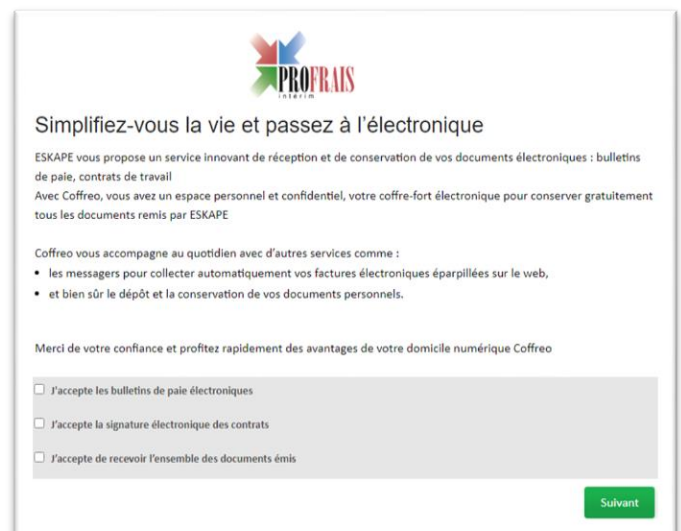 PROFRAIS
intérim
Simplifiez-vous la vie et passez à l'électronique
ESKAPE vous propose un service innovant de réception et de conservation de vos documents électroniques : bulletins
de paie, contrats de travail
Avec Coffreo, vous avez un espace personnel et confidentiel, votre coffre-fort électronique pour conserver gratuitement
tous les documents remis par ESKAPE
Coffreo vous accompagne au quotidien avec d'autres services comme :
• les messagers pour collecter automatiquement vos factures électroniques éparpillées sur le web,
• et bien sûr le dépôt et la conservation de vos documents personnels.
Merci de votre confiance et profitez rapidement des avantages de votre domicile numérique Coffreo
J'accepte les bulletins de paie électroniques
J'accepte la signature électronique des contrats
J'accepte de recevoir l'ensemble des documents émis
Suivant